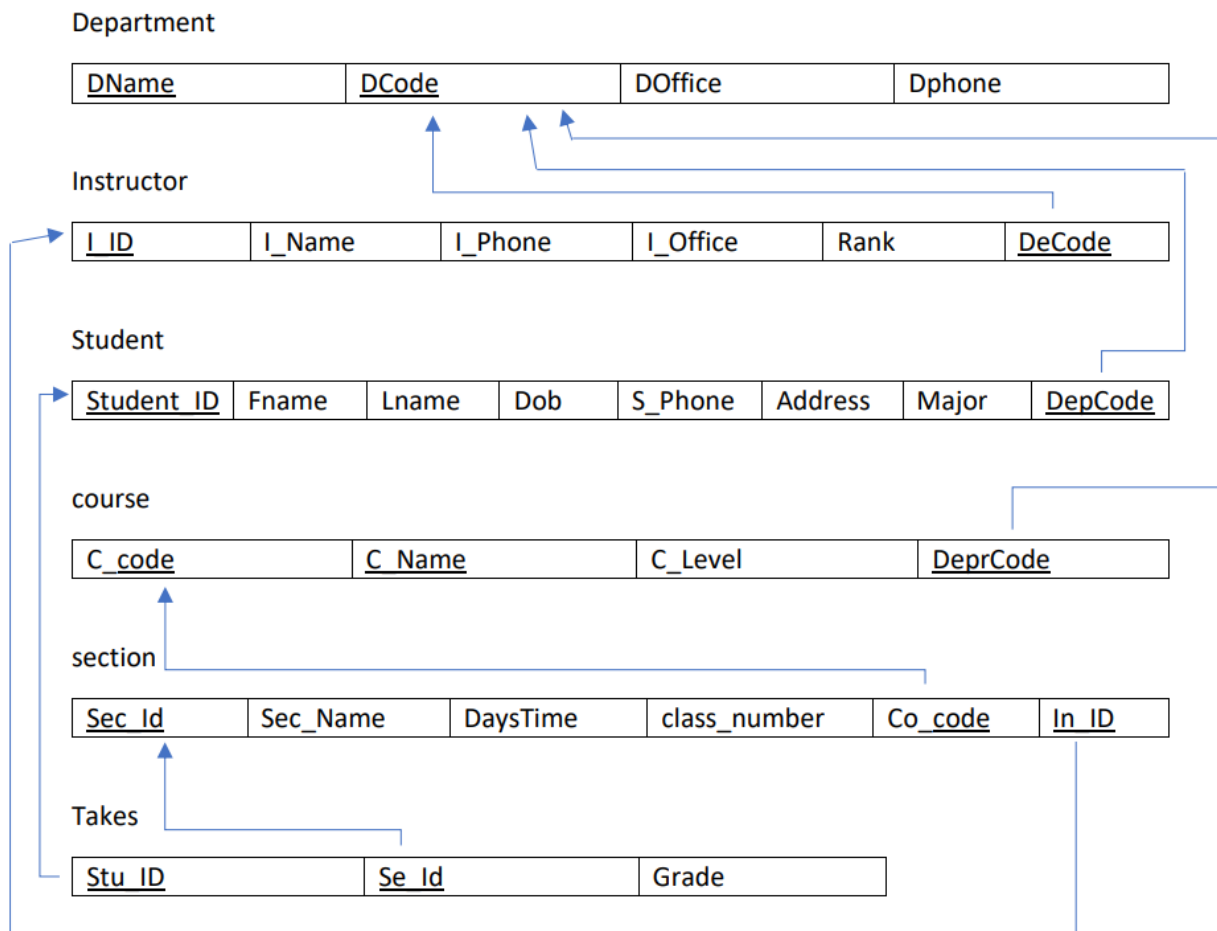 Department
DName DCode DOffice Dphone
Instructor
I_ID I_Name I_Phone I_Office Rank DeCode
Student
Student_ID Fname Lname Dob S_Phone Address Major DepCode
course
C_code C_Name C_Level DeprCode
section
Sec_Id Sec_Name DaysTime class_number Co_code In_ID
Takes
Stu_ID Se_Id Grade